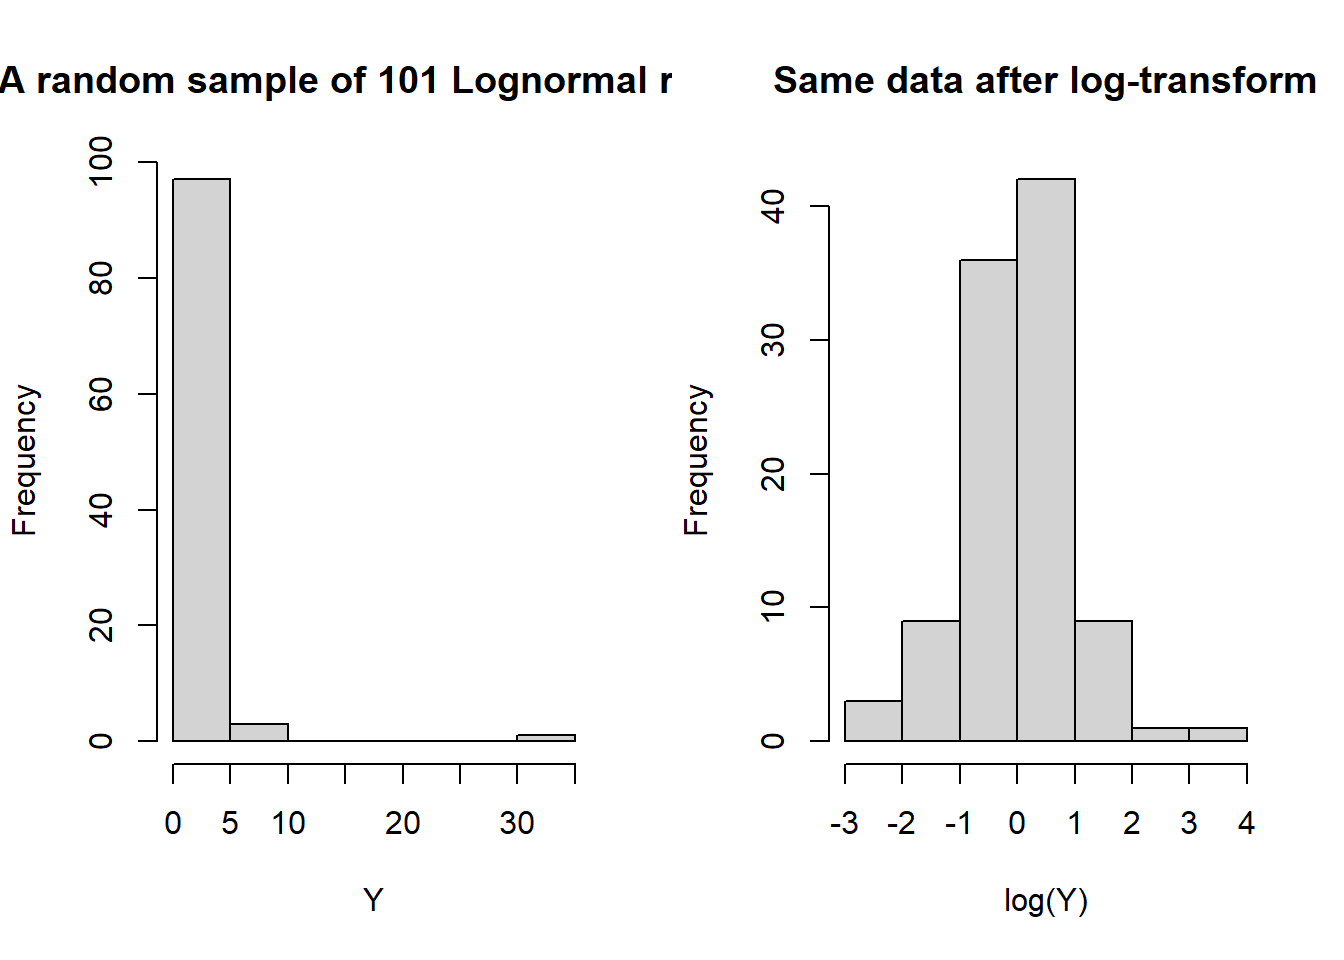 A random sample of 101 Lognormal r
Frequency
0 20 40 60 80 100
0 5 10 20 30
Y
Same data after log-transform
Frequency
0 10 20 30 40
-3 -2 -1 0 1 2 3 4
log(Y)